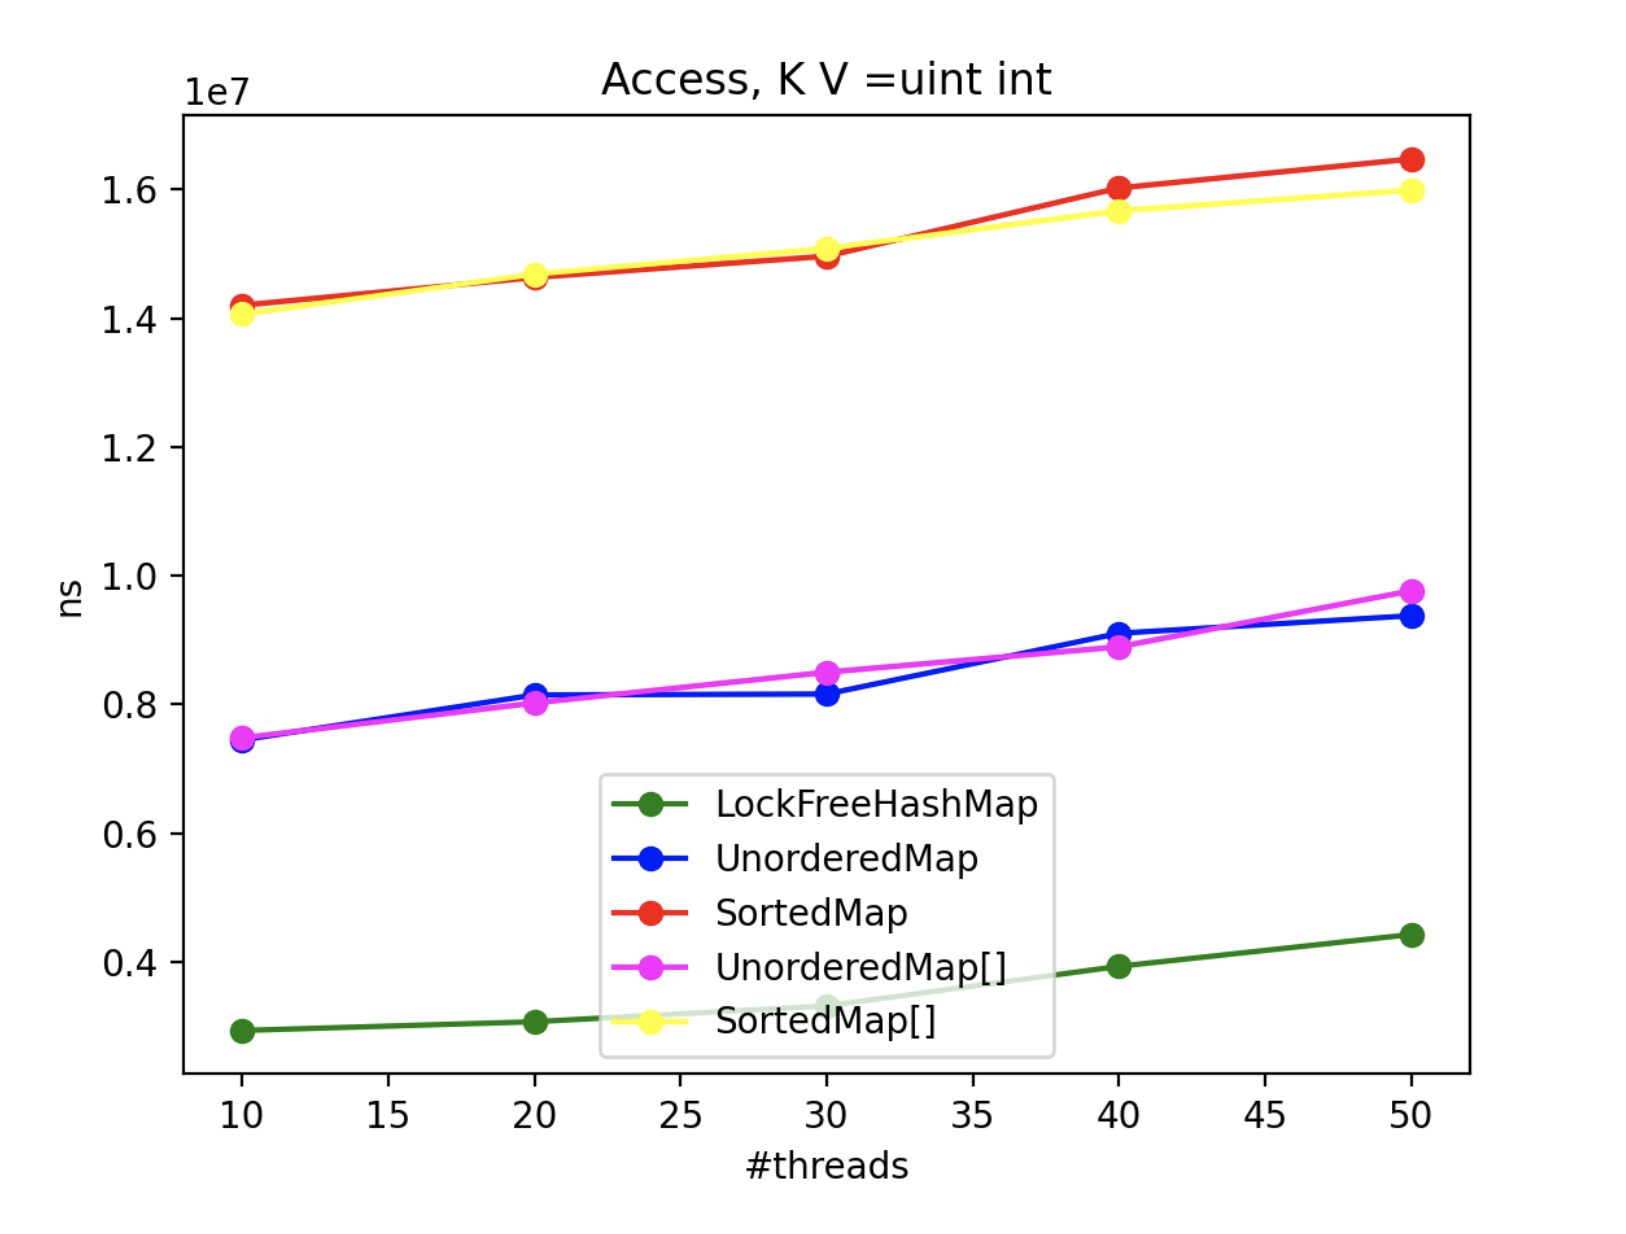 Access, K V =uint int
1e7
1.6
1.4
1.2
1.0
0.8
0.6
0.4
ns
LockFreeHashMap
UnorderedMap
SortedMap
UnorderedMap[]
SortedMap[]
10 15 20 25 30 35 40 45 50
#threads